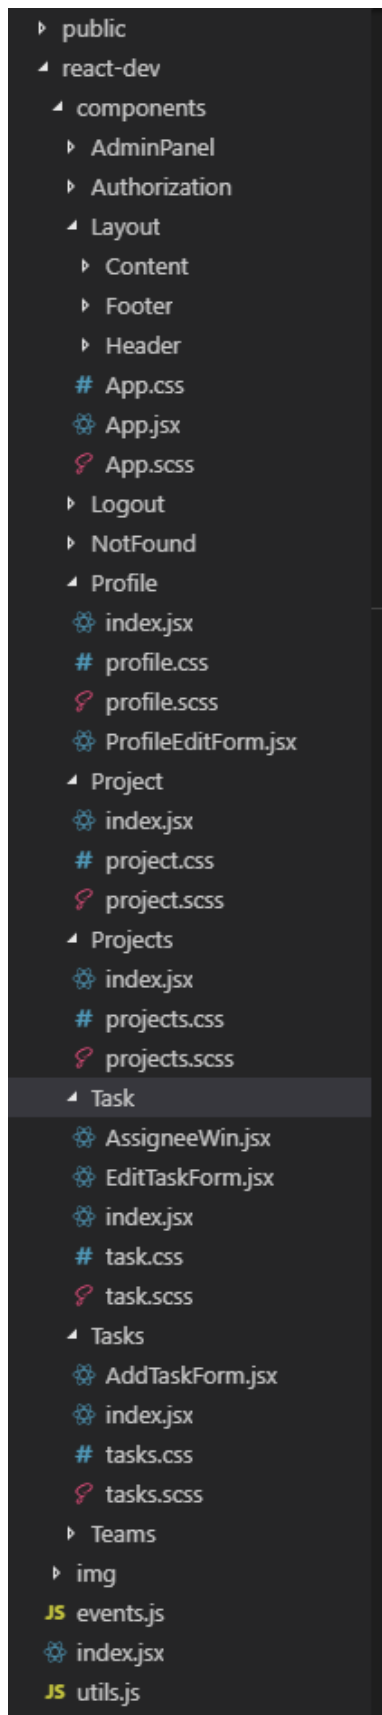 public
react-dev
components
AdminPanel
Authorization
Layout
Content
Footer
Header
# App.css
App.jsx
App.scss
Logout
NotFound
Profile
index.jsx
# profile.css
profile.scss
ProfileEditForm.jsx
Project
index.jsx
# project.css
project.scss
Projects
index.jsx
# projects.css
projects.scss
Task
AssigneeWin.jsx
EditTaskForm.jsx
index.jsx
# task.css
task.scss
Tasks
AddTaskForm.jsx
index.jsx
# tasks.css
tasks.scss
Teams
img
JS events.js
index.jsx
JS utils.js